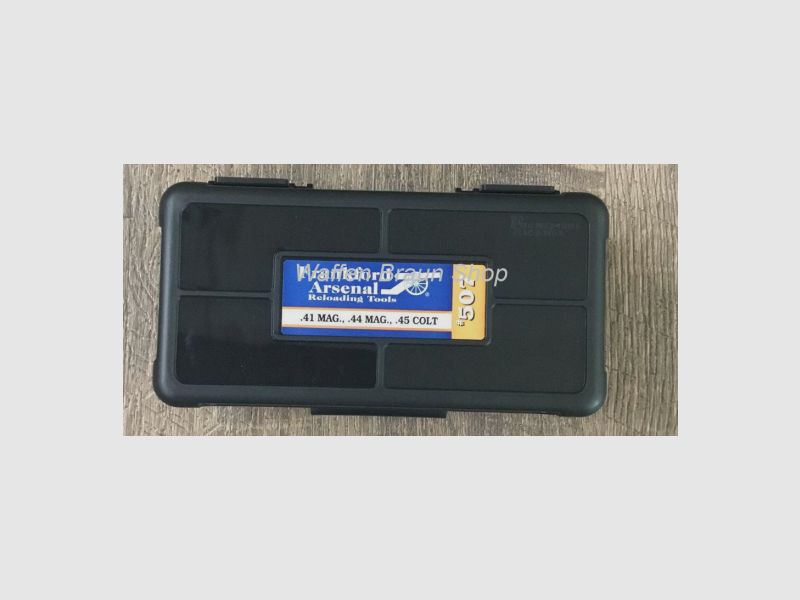 Waffen Braun Shop
Frankford
Arsenal
®
Reloading Tools
#507
.41 MAG., .44 MAG., .45 COLT